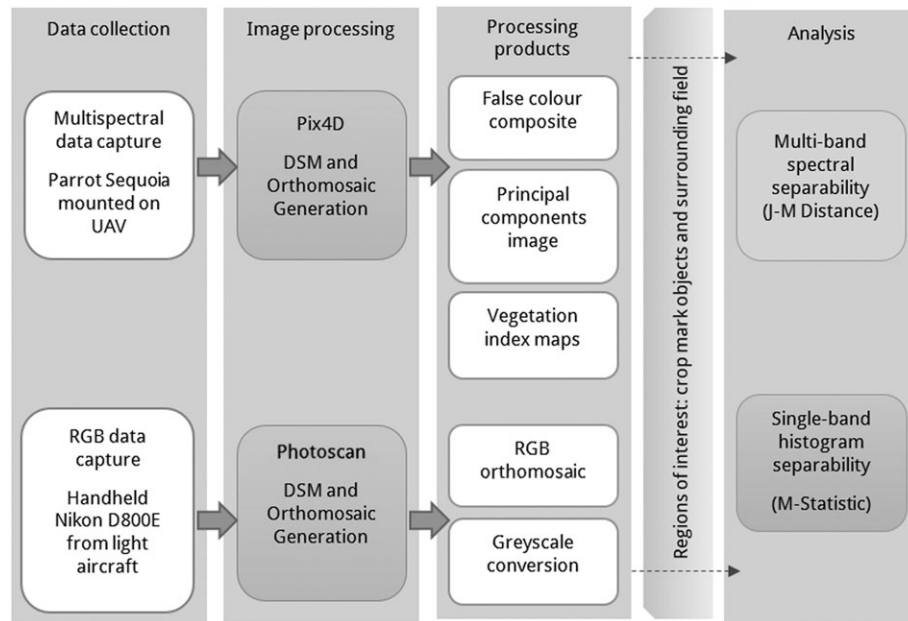 Data collection
Multispectral
data capture
Parrot Sequoia
mounted on
UAV
RGB data
capture
Handheld
Nikon D800E
from light
aircraft
Image processing
Pix4D
DSM and
Orthomosaic
Generation
Photoscan
DSM and
Orthomosaic
Generation
Processing
products
False colour
composite
Principal
components
image
Vegetation
index maps
RGB
orthomosaic
Greyscale
conversion
Regions of interest: crop mark objects and surrounding field
Analysis
Multi-band
spectral
separability
(J-M Distance)
Single-band
histogram
separability
(M-Statistic)